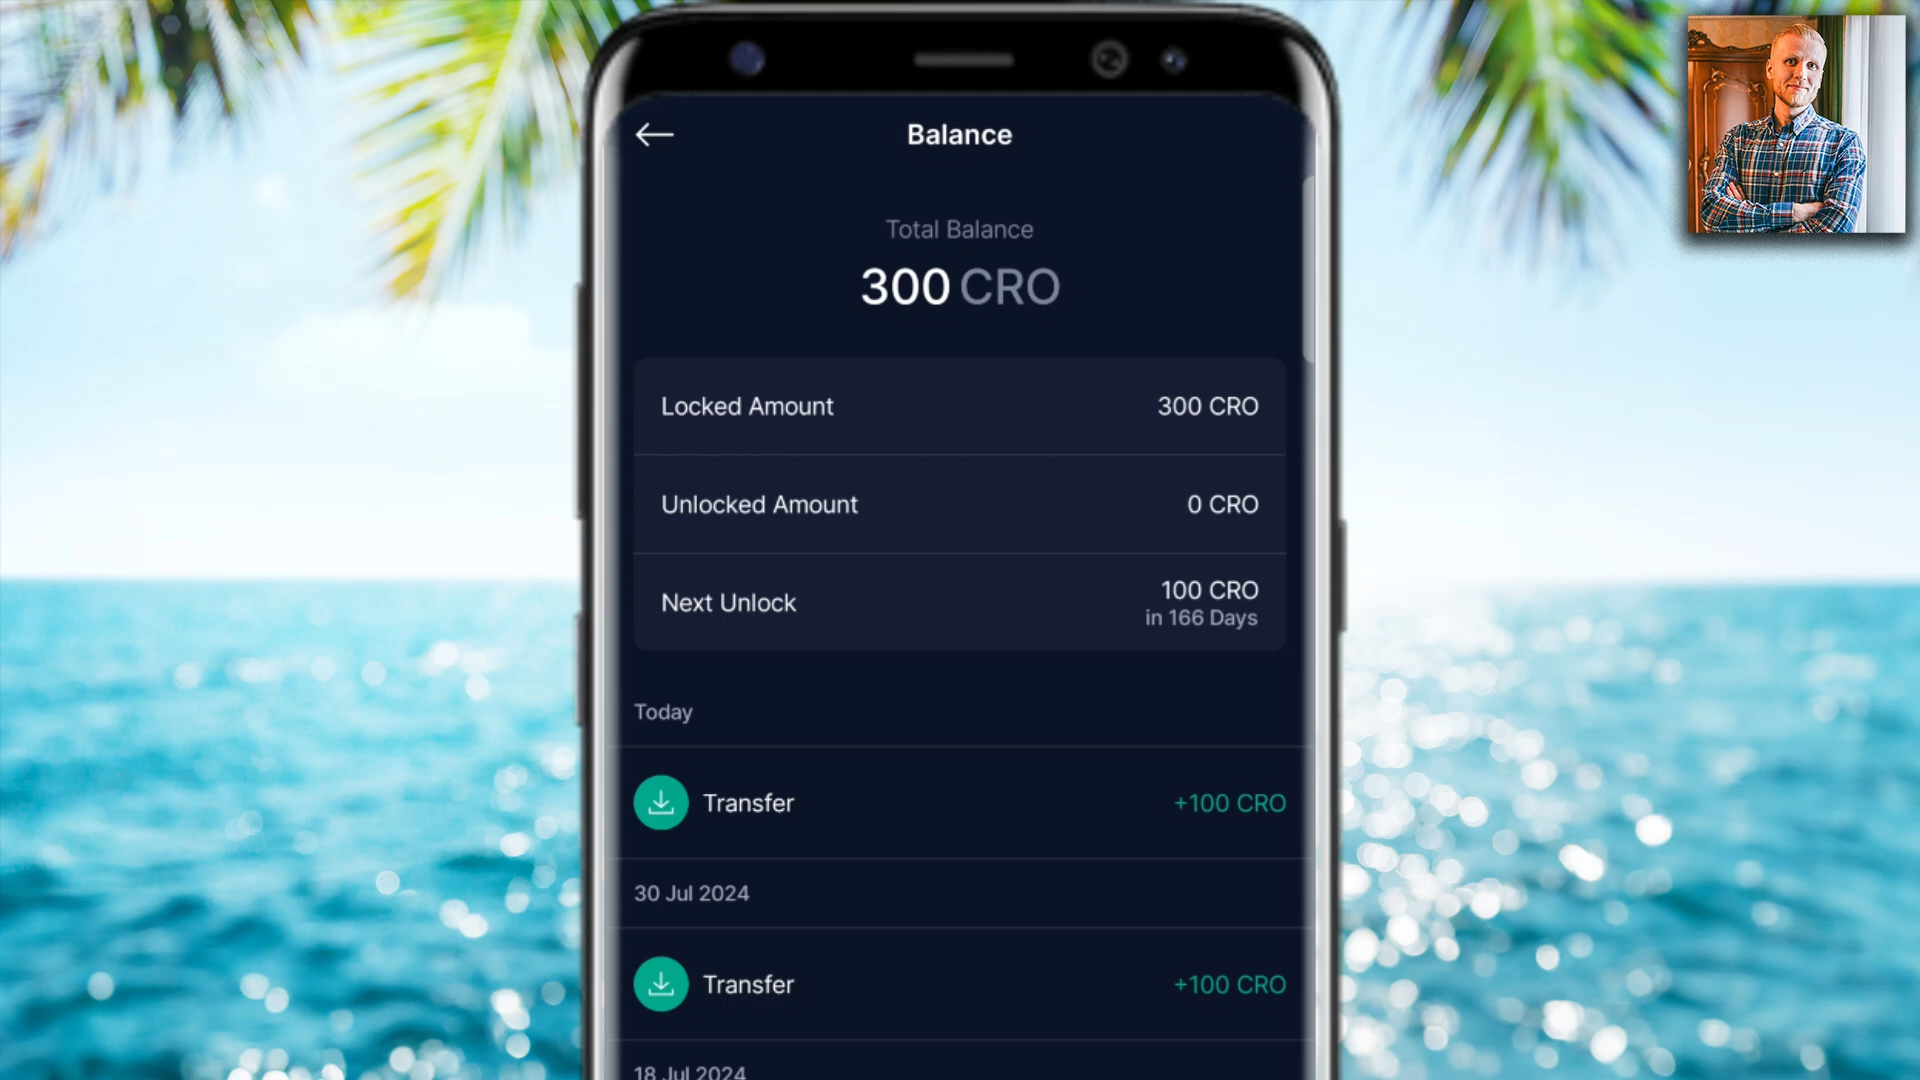 Balance
Total Balance
300 CRO
Locked Amount 300 CRO
Unlocked Amount 0 CRO
Next Unlock 100 CRO
in 166 Days
Today
Transfer +100 CRO
30 Jul 2024
Transfer +100 CRO
18 Jul 2024